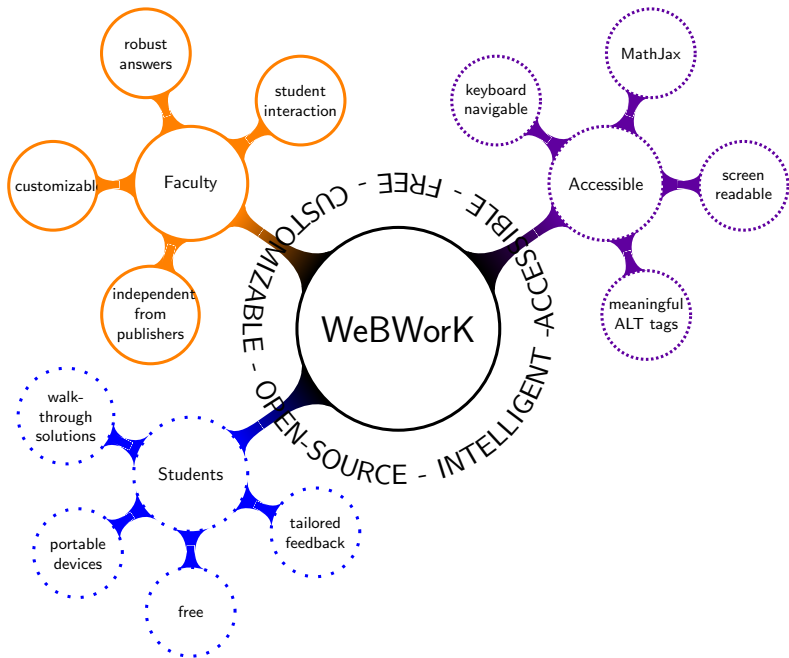 robust
answers
student
interaction
customizable
Faculty
independent
from
publishers
MathJax
keyboard
navigable
Accessible
screen
readable
meaningful
ALT tags
WeBWorK
ACCESSIBLE - FREE - CUSTOMIZABLE - OPEN-SOURCE - INTELLIGENT -
walk-
through
solutions
Students
portable
devices
free
tailored
feedback